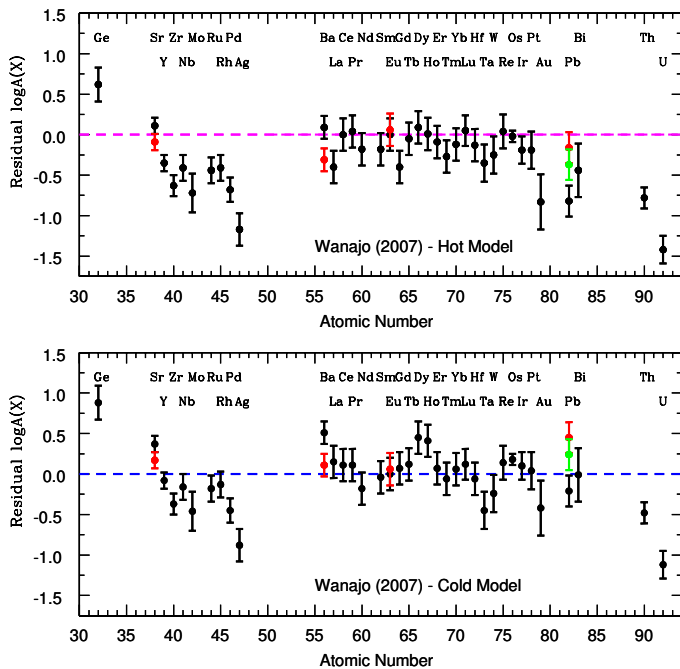 1.5
Ge Sr Zr Mo Ru Pd Ba Ce Nd Sm Gd Dy Er Yb Hf W Os Pt Bi Th
Y Nb Rh Ag La Pr Eu Tb Ho Tm Lu Ta Re Ir Au Pb U
1.0
0.5
0.0
-0.5
-1.0
-1.5
Residual logA(X)
Wanajo (2007) - Hot Model
30 35 40 45 50 55 60 65 70 75 80 85 90
Atomic Number
1.5
Ge Sr Zr Mo Ru Pd Ba Ce Nd Sm Gd Dy Er Yb Hf W Os Pt Bi Th
Y Nb Rh Ag La Pr Eu Tb Ho Tm Lu Ta Re Ir Au Pb U
1.0
0.5
0.0
-0.5
-1.0
-1.5
Residual logA(X)
Wanajo (2007) - Cold Model
30 35 40 45 50 55 60 65 70 75 80 85 90
Atomic Number